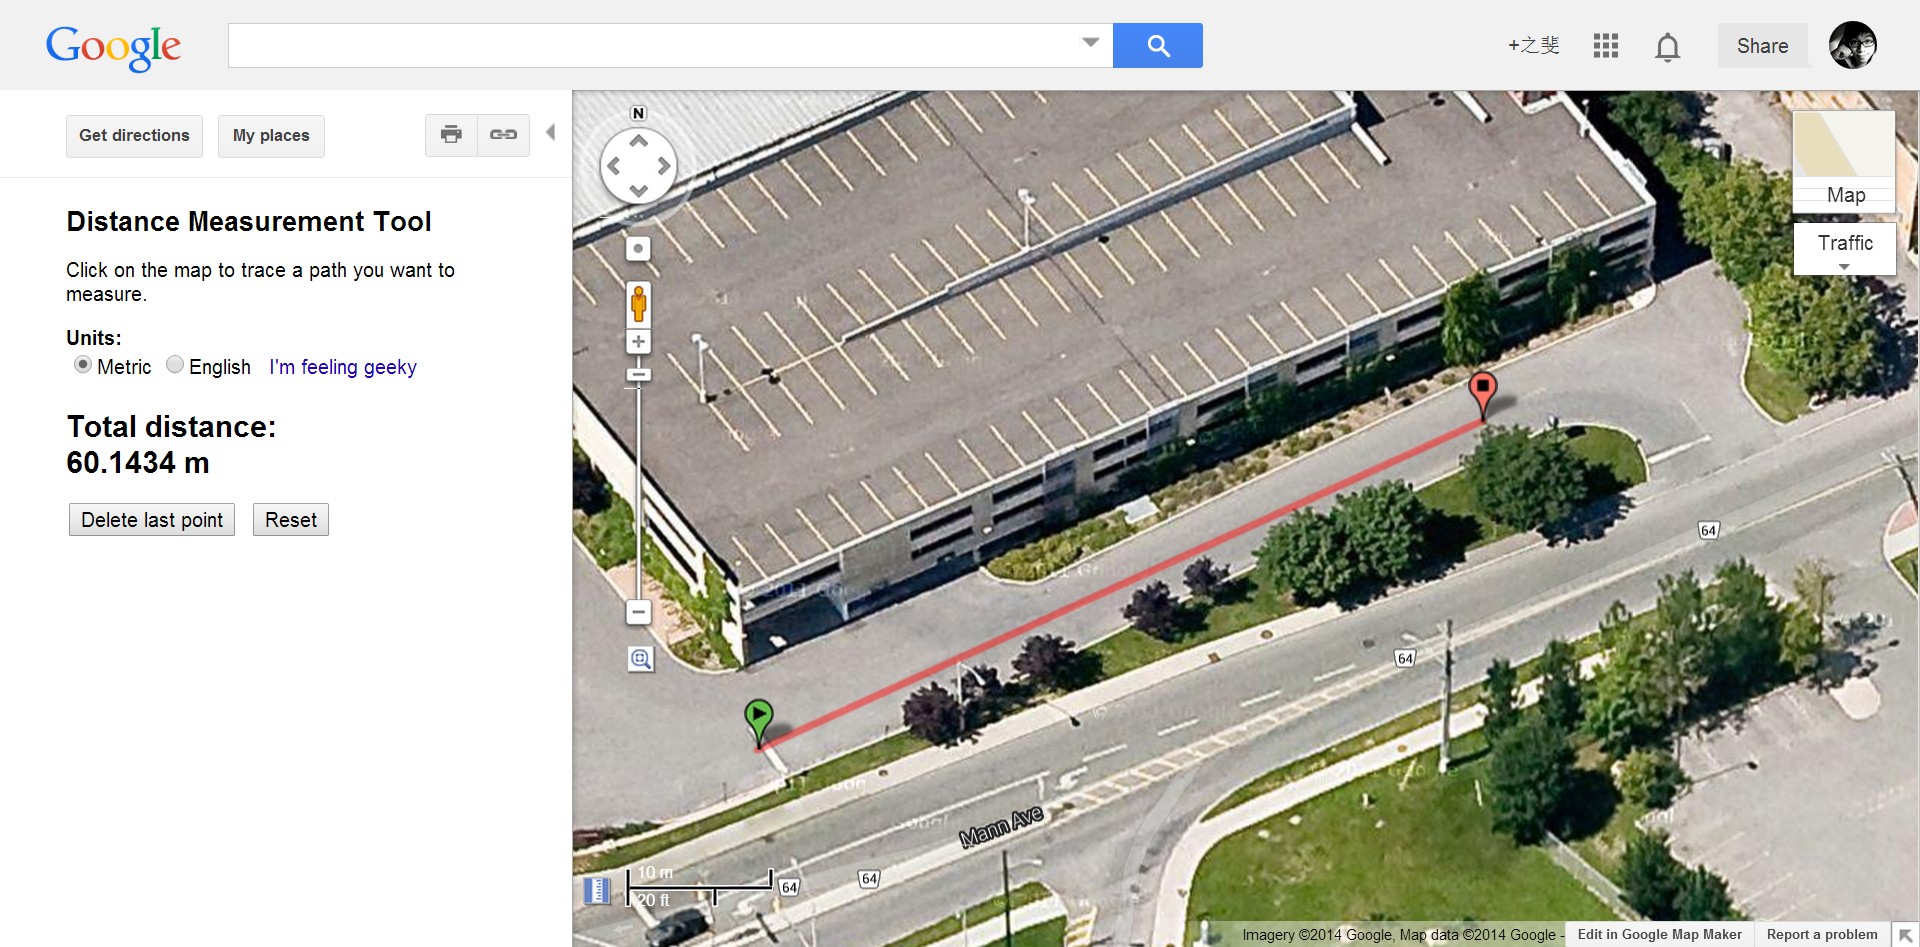 Google
+之斐
Share
Get directions
My places
Distance Measurement Tool
Click on the map to trace a path you want to
measure.
Units:
Metric English I'm feeling geeky
Total distance:
60.1434 m
Delete last point Reset
N
Map
Traffic
64
64
Mann Ave
64
64
10 m
20 ft
Imagery ©2014 Google, Map data ©2014 Google -
Edit in Google Map Maker
Report a problem